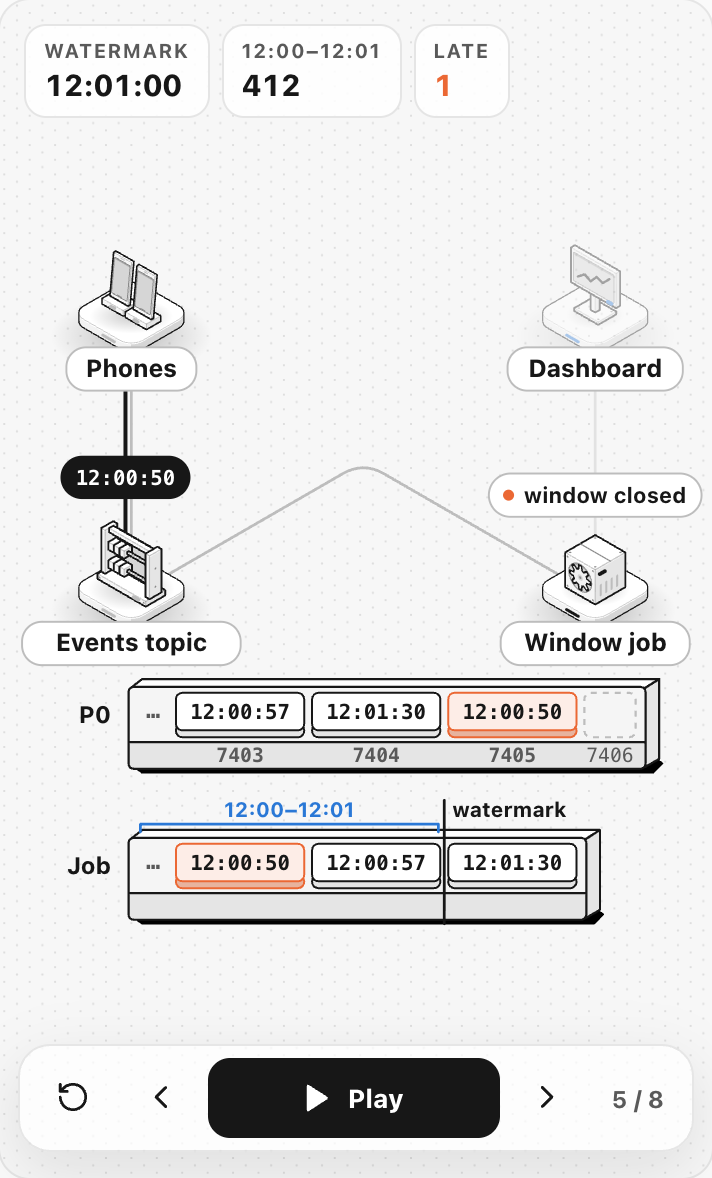 WATERMARK
12:01:00
12:00–12:01
412
LATE
1
Phones
Dashboard
12:00:50
window closed
Events topic
Window job
P0 … 12:00:57 12:01:30 12:00:50
7403 7404 7405 7406
12:00–12:01 watermark
Job … 12:00:50 12:00:57 12:01:30
Play
5 / 8